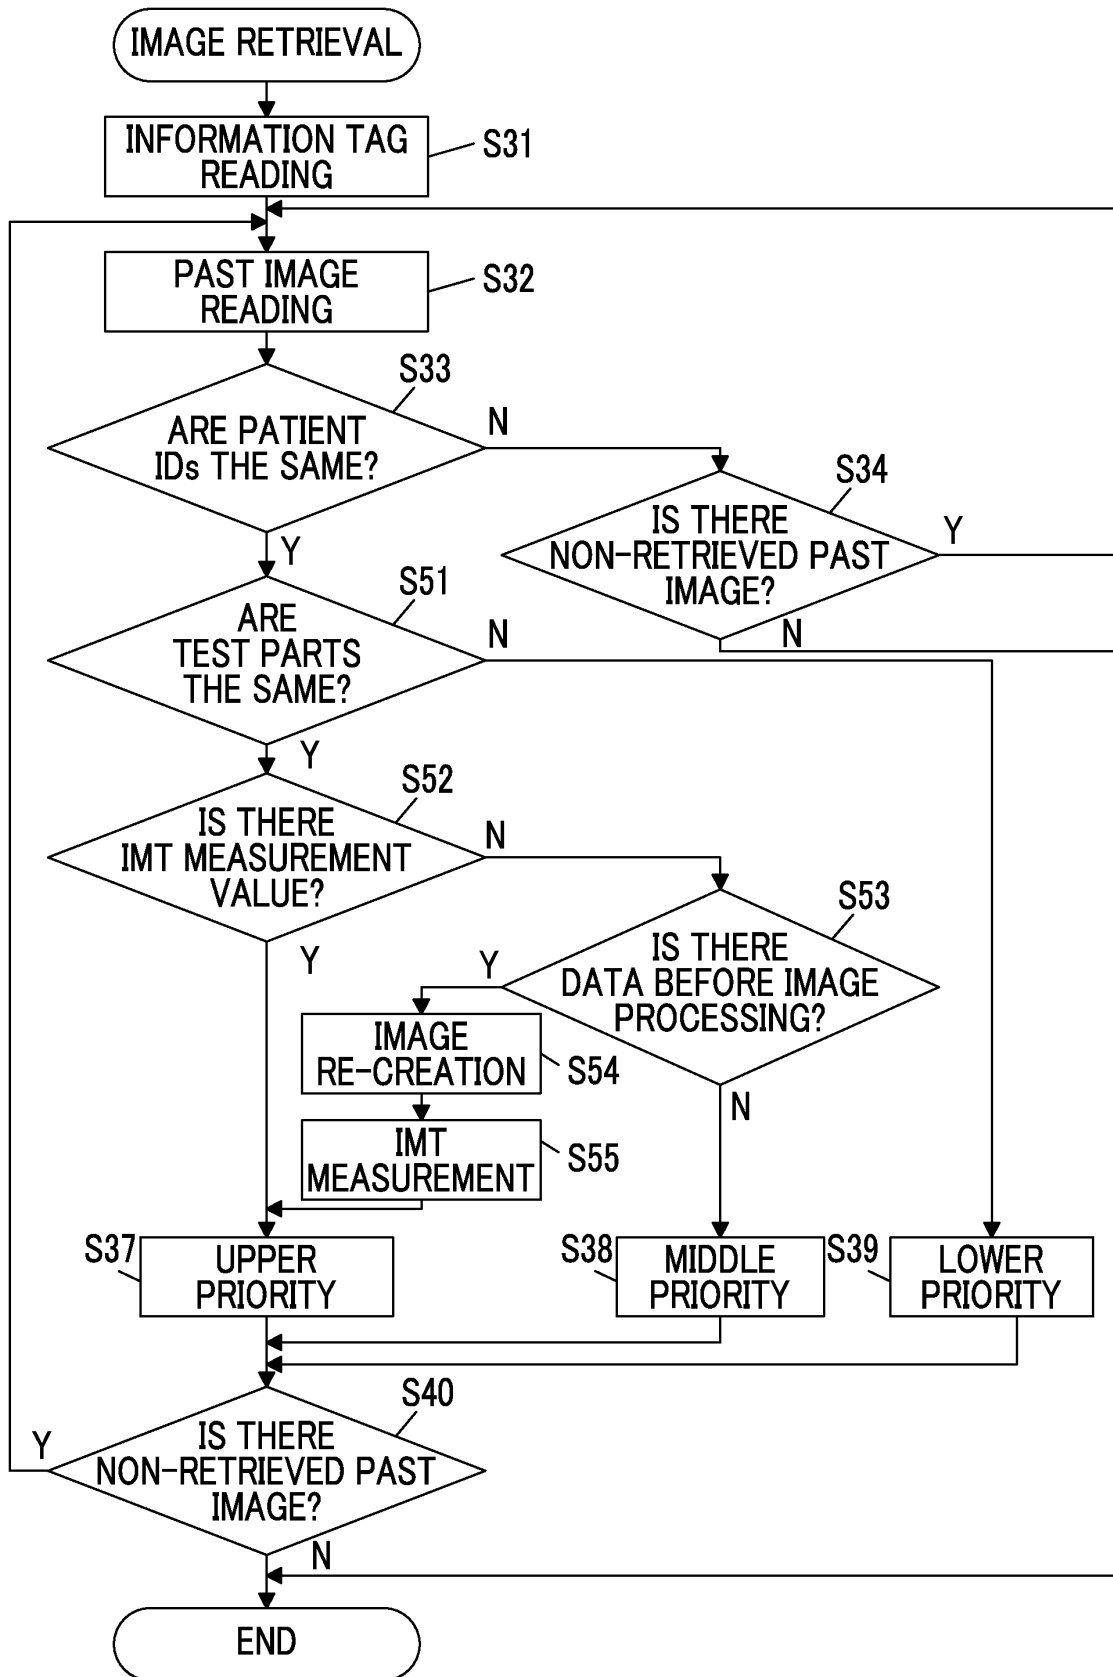 IMAGE RETRIEVAL
INFORMATION TAG
READING
S31
PAST IMAGE
READING
S32
S33
ARE PATIENT
IDs THE SAME?
N
Y
S34
IS THERE
NON-RETRIEVED PAST
IMAGE?
Y
N
S51
ARE
TEST PARTS
THE SAME?
N
Y
S52
IS THERE
IMT MEASUREMENT
VALUE?
N
Y
S53
IS THERE
DATA BEFORE IMAGE
PROCESSING?
Y
N
IMAGE
RE-CREATION
S54
IMT
MEASUREMENT
S55
S37
UPPER
PRIORITY
S38
MIDDLE
PRIORITY
S39
LOWER
PRIORITY
S40
IS THERE
NON-RETRIEVED PAST
IMAGE?
Y
N
END